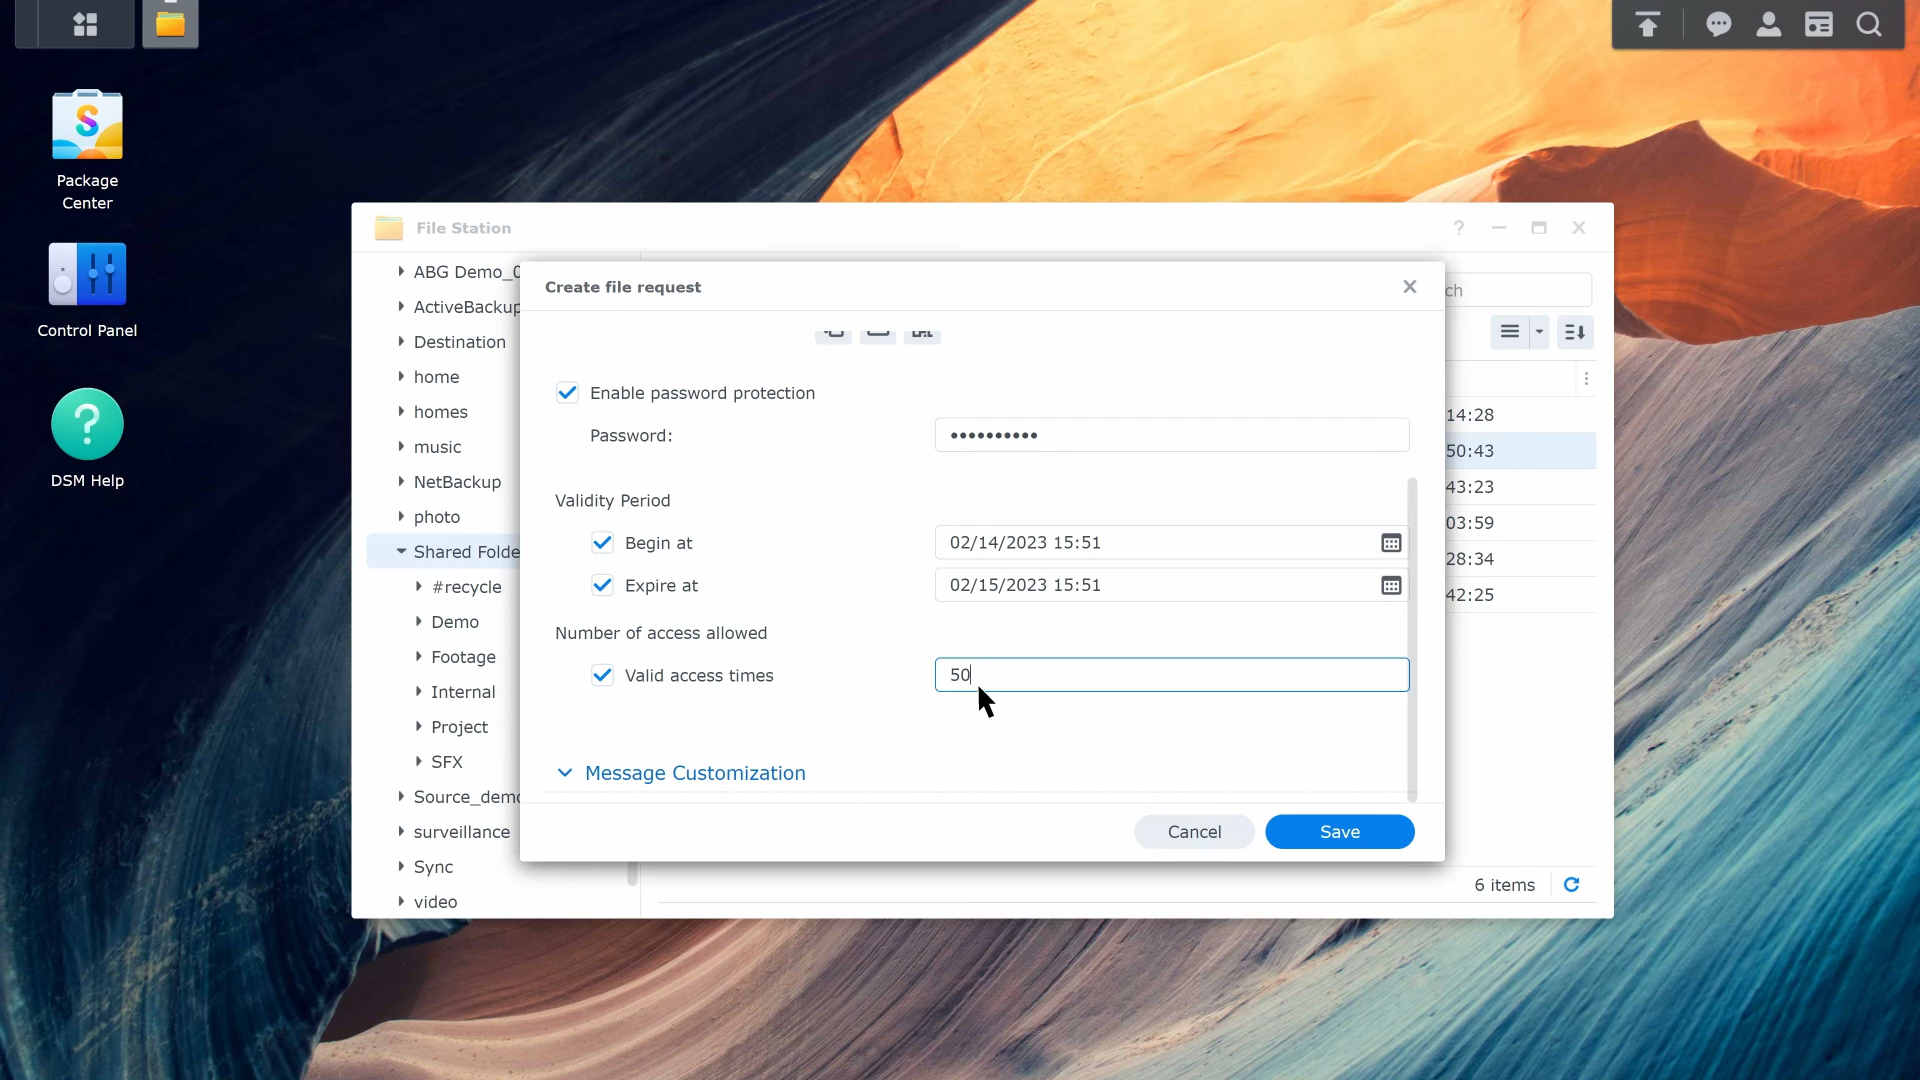 Package
Center
Control Panel
DSM Help
File Station
ABG Demo_0
ActiveBackup
Destination
home
homes
music
NetBackup
photo
Shared Folde
#recycle
Demo
Footage
Internal
Project
SFX
Source_demo
surveillance
Sync
video
Create file request
Enable password protection
Password: ••••••••••
Validity Period
Begin at 02/14/2023 15:51
Expire at 02/15/2023 15:51
Number of access allowed
Valid access times 50
Message Customization
Cancel Save
ch
14:28
50:43
43:23
03:59
28:34
42:25
6 items